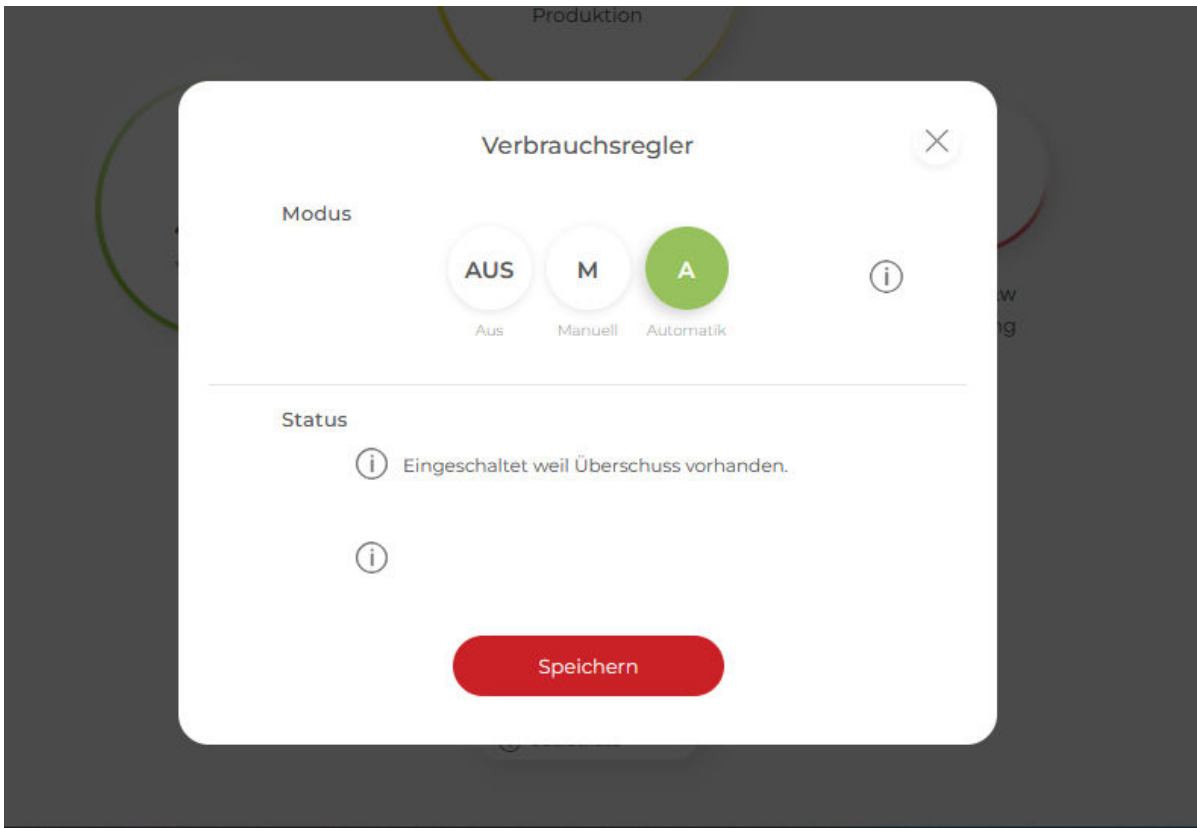 Produktion
Verbrauchsregler
Modus
AUS
M
A
Aus
Manuell
Automatik
Status
Eingeschaltet weil Überschuss vorhanden.
Speichern